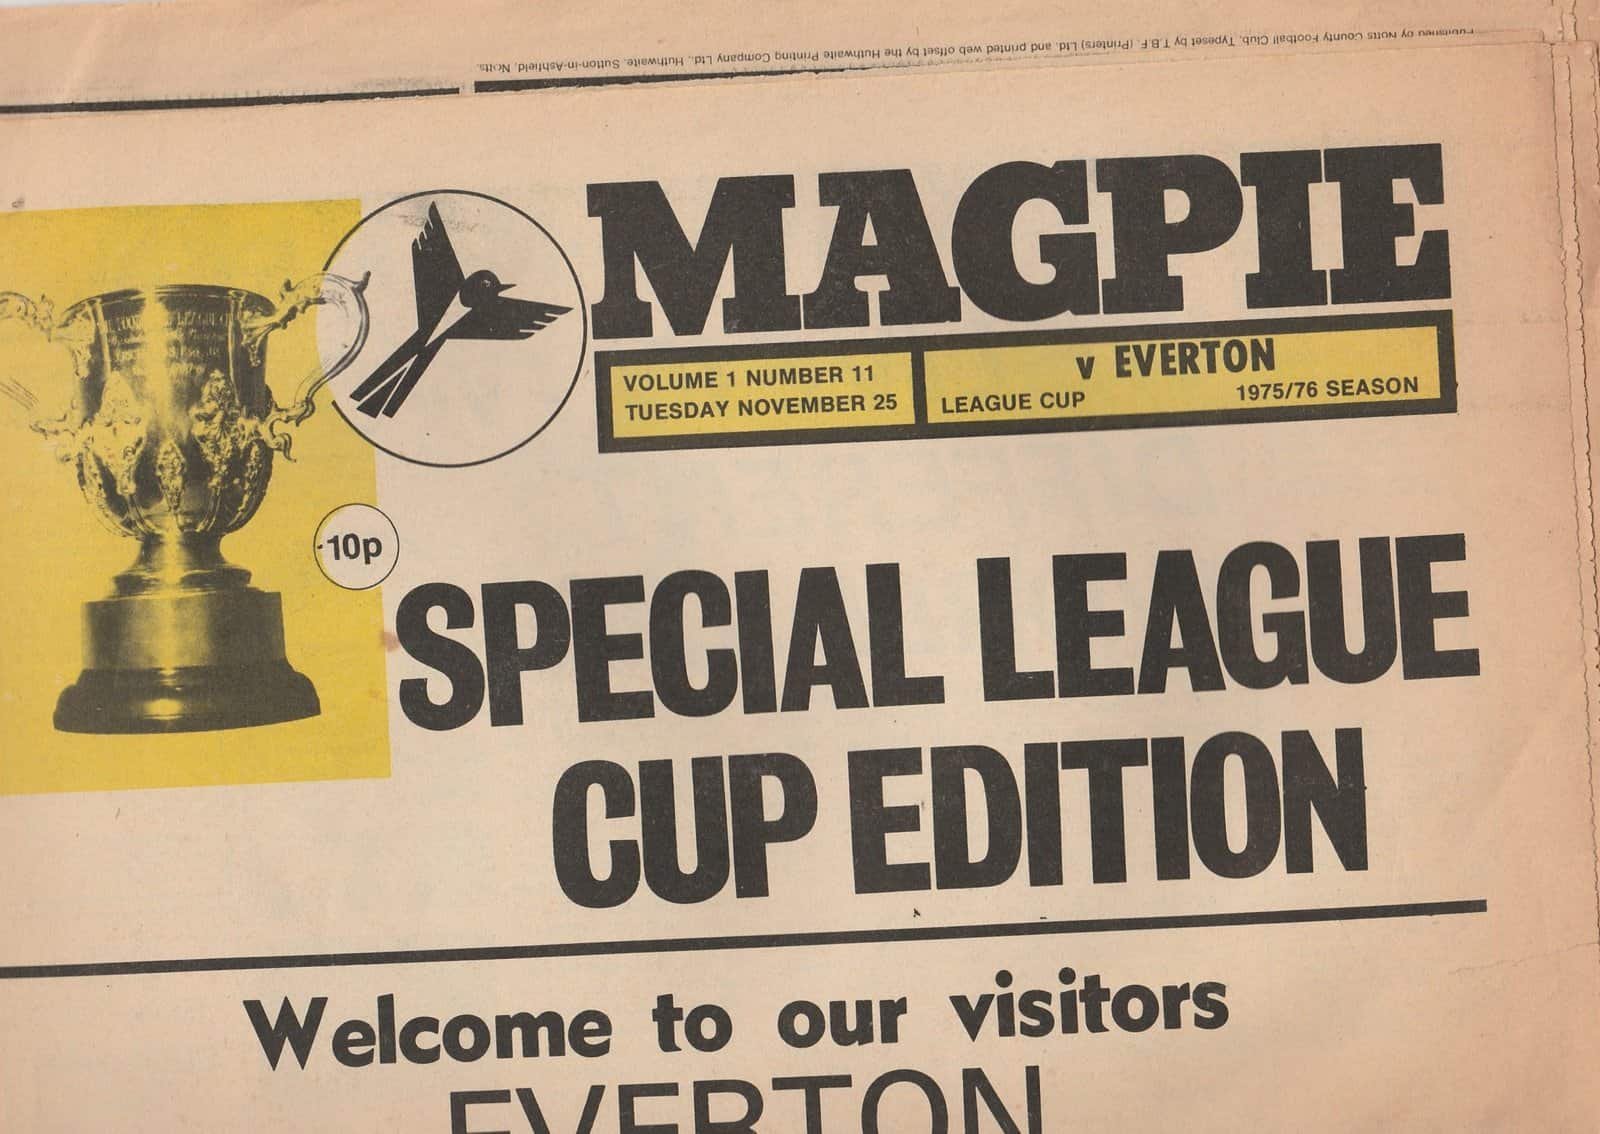 Published by Notts County Football Club. Typeset by T.B.F. (Printers) Ltd. and printed web offset by the Huthwaite Printing Company Ltd., Huthwaite, Sutton-in-Ashfield, Notts.
MAGPIE
VOLUME 1 NUMBER 11
TUESDAY NOVEMBER 25
v EVERTON
LEAGUE CUP
1975/76 SEASON
10p
SPECIAL LEAGUE
CUP EDITION
Welcome to our visitors
EVERTON